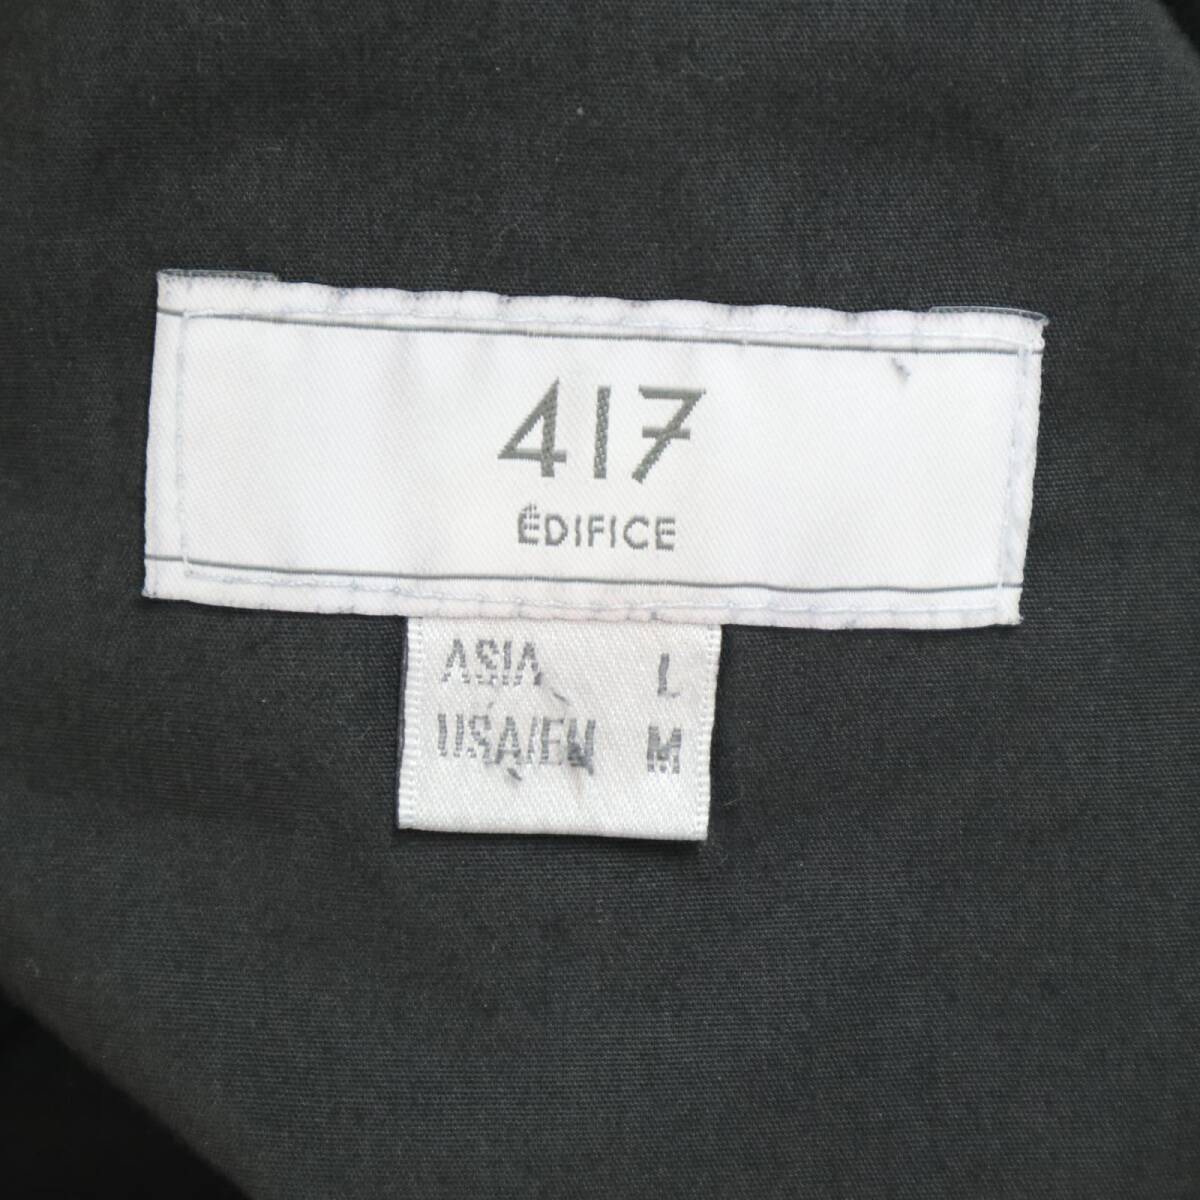 417
ÉDIFICE
ASIA L
USA/EU M